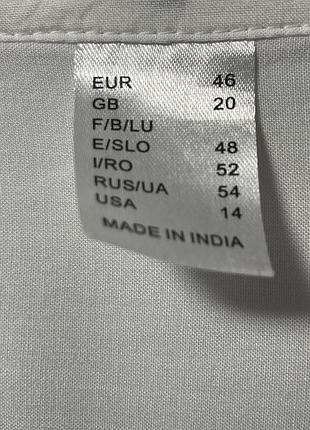 EUR 46
GB 20
F/B/LU
E/SLO 48
I/RO 52
RUS/UA 54
USA 14
MADE IN INDIA